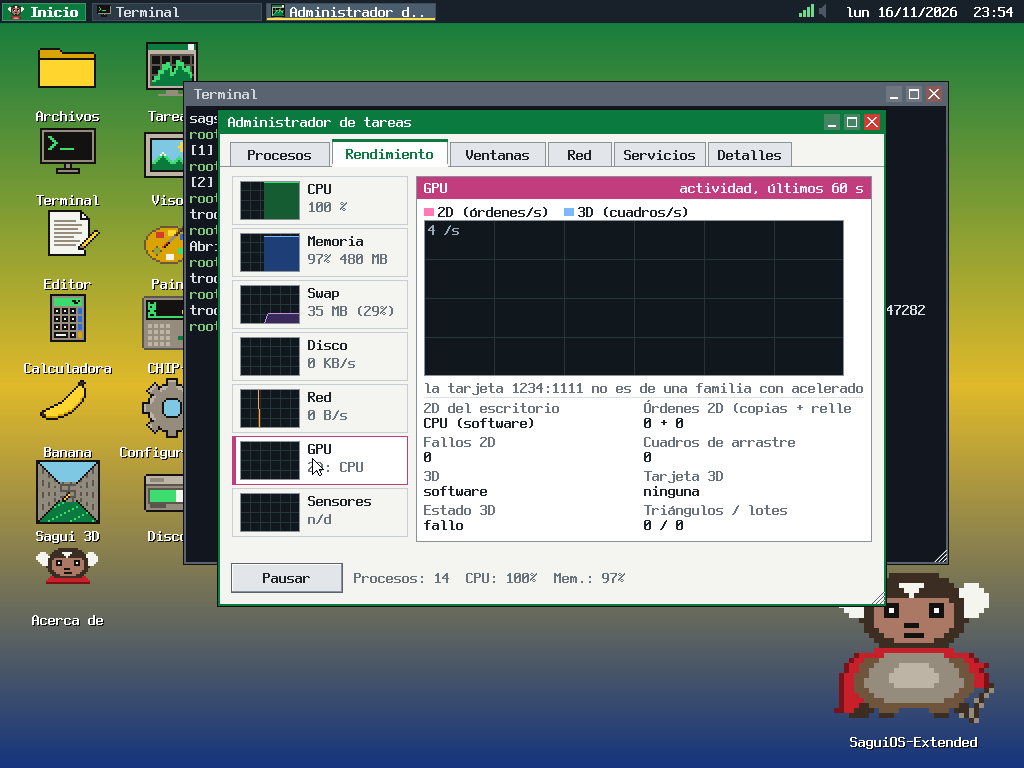 Inicio
Terminal
Administrador d..
lun 16/11/2026 23:54
Archivos
Terminal
Editor
Calculadora
Banana
Sagui 3D
Acerca de
Terminal
[1]
[2]
47282
Administrador de tareas
Procesos
Rendimiento
Ventanas
Red
Servicios
Detalles
CPU
100 %
Memoria
97% 480 MB
Swap
35 MB (29%)
Disco
0 KB/s
Red
0 B/s
GPU
CPU
Sensores
n/d
GPU
actividad, últimos 60 s
2D (órdenes/s)
3D (cuadros/s)
4 /s
la tarjeta 1234:1111 no es de una familia con acelerado
2D del escritorio
CPU (software)
Órdenes 2D (copias + relle
0 + 0
Fallos 2D
0
Cuadros de arrastre
0
3D
software
Tarjeta 3D
ninguna
Estado 3D
fallo
Triángulos / lotes
0 / 0
Pausar
Procesos: 14 CPU: 100% Mem.: 97%
SaguiOS-Extended